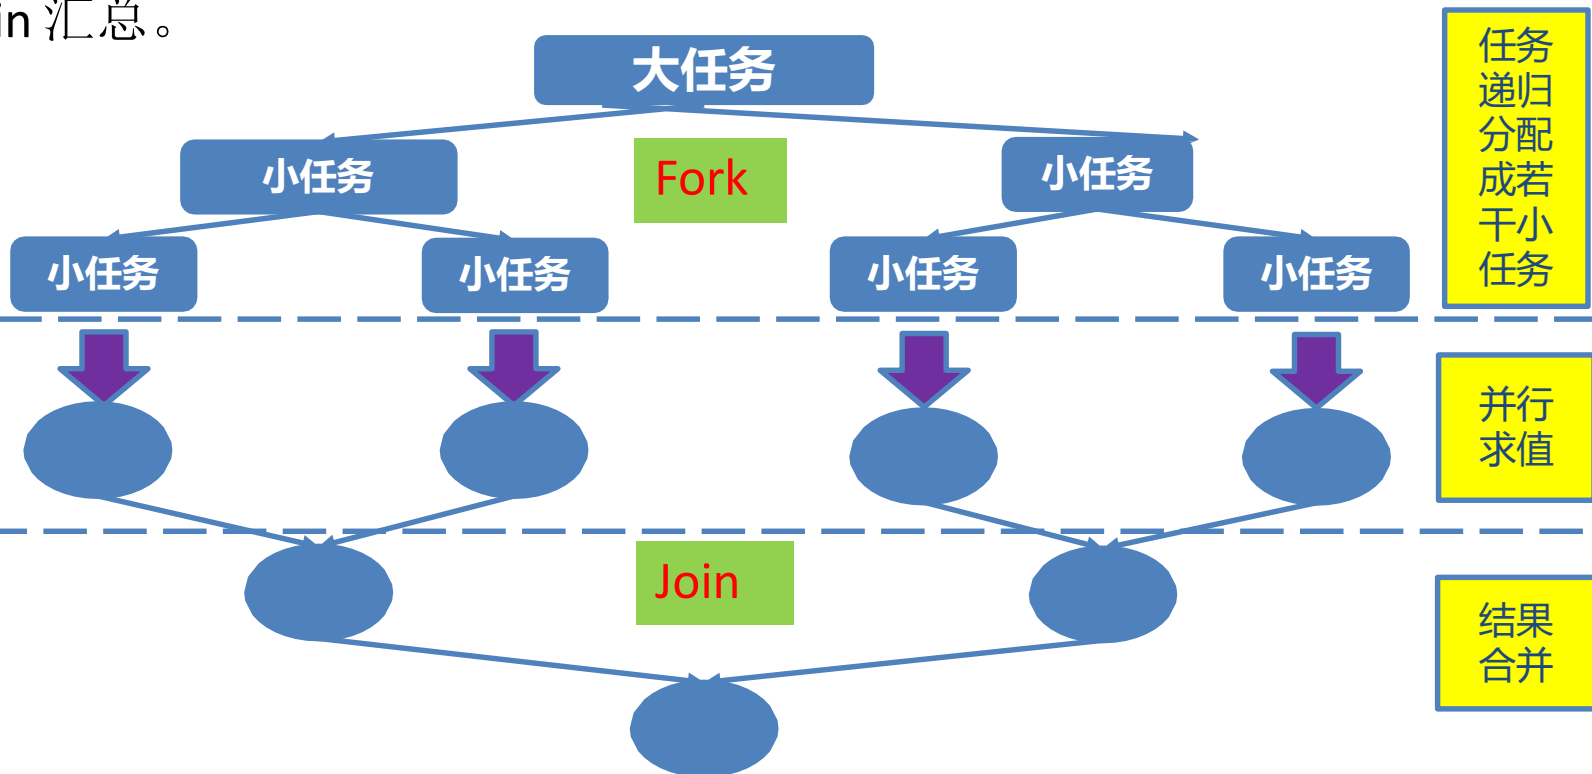 in 汇总。
大任务
小任务
Fork
小任务
小任务
小任务
小任务
小任务
任务
递归
分配
成若
干小
任务
并行
求值
Join
结果
合并